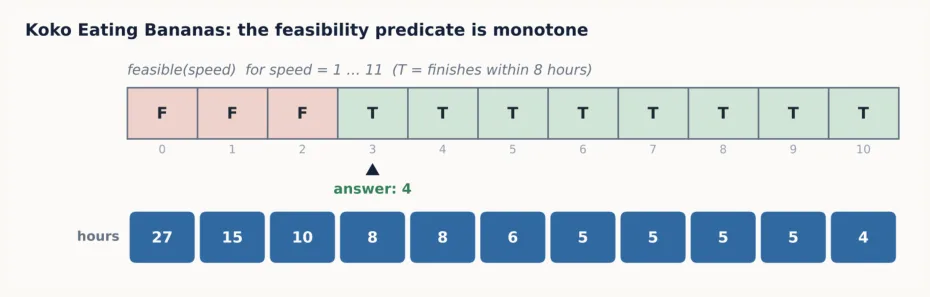 Koko Eating Bananas: the feasibility predicate is monotone
feasible(speed) for speed = 1 ... 11 (T = finishes within 8 hours)
F F F T T T T T T T T
0 1 2 3 4 5 6 7 8 9 10
answer: 4
hours 27 15 10 8 8 6 5 5 5 5 4